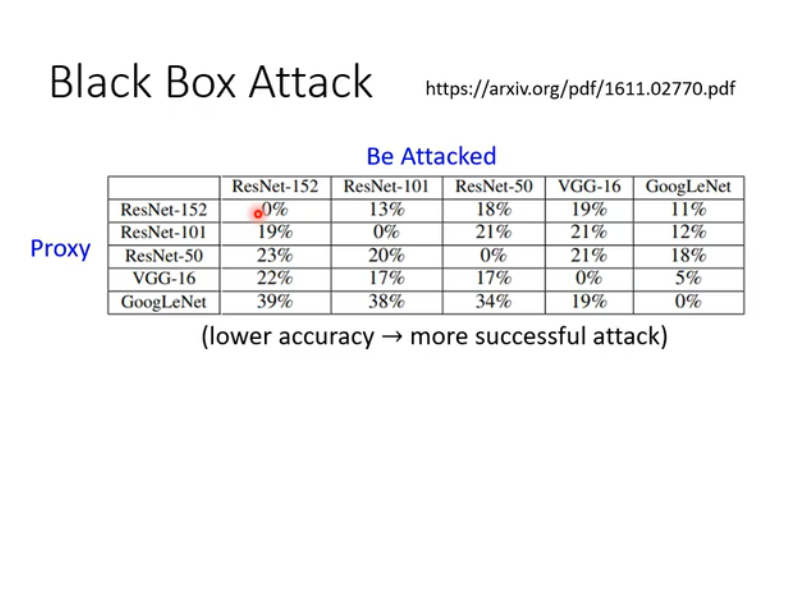 Black Box Attack
https://arxiv.org/pdf/1611.02770.pdf
Be Attacked
ResNet-152 ResNet-101 ResNet-50 VGG-16 GoogLeNet
ResNet-152 0% 13% 18% 19% 11%
ResNet-101 19% 0% 21% 21% 12%
Proxy
ResNet-50 23% 20% 0% 21% 18%
VGG-16 22% 17% 17% 0% 5%
GoogLeNet 39% 38% 34% 19% 0%
(lower accuracy → more successful attack)